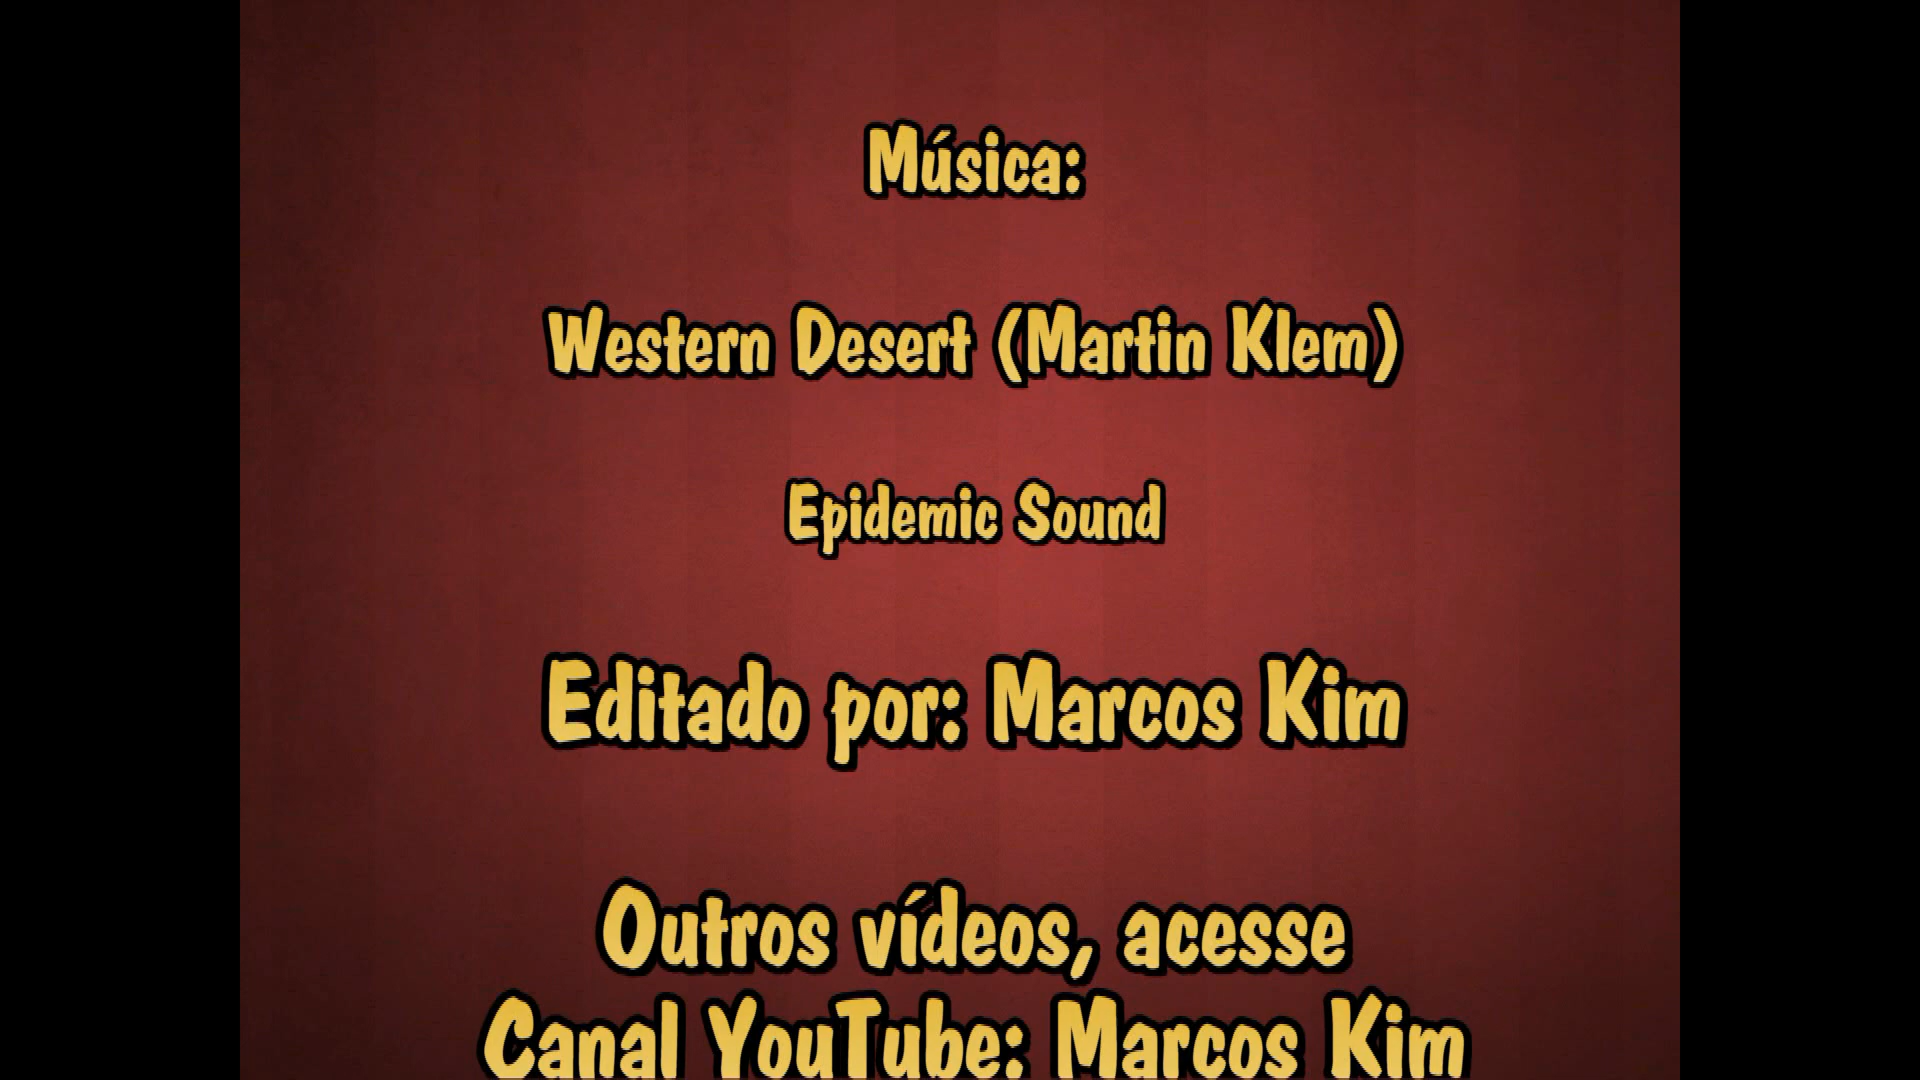 Música:
Western Desert (Martin Klem)
Epidemic Sound
Editado por: Marcos Kim
Outros vídeos, acesse
Canal YouTube: Marcos Kim